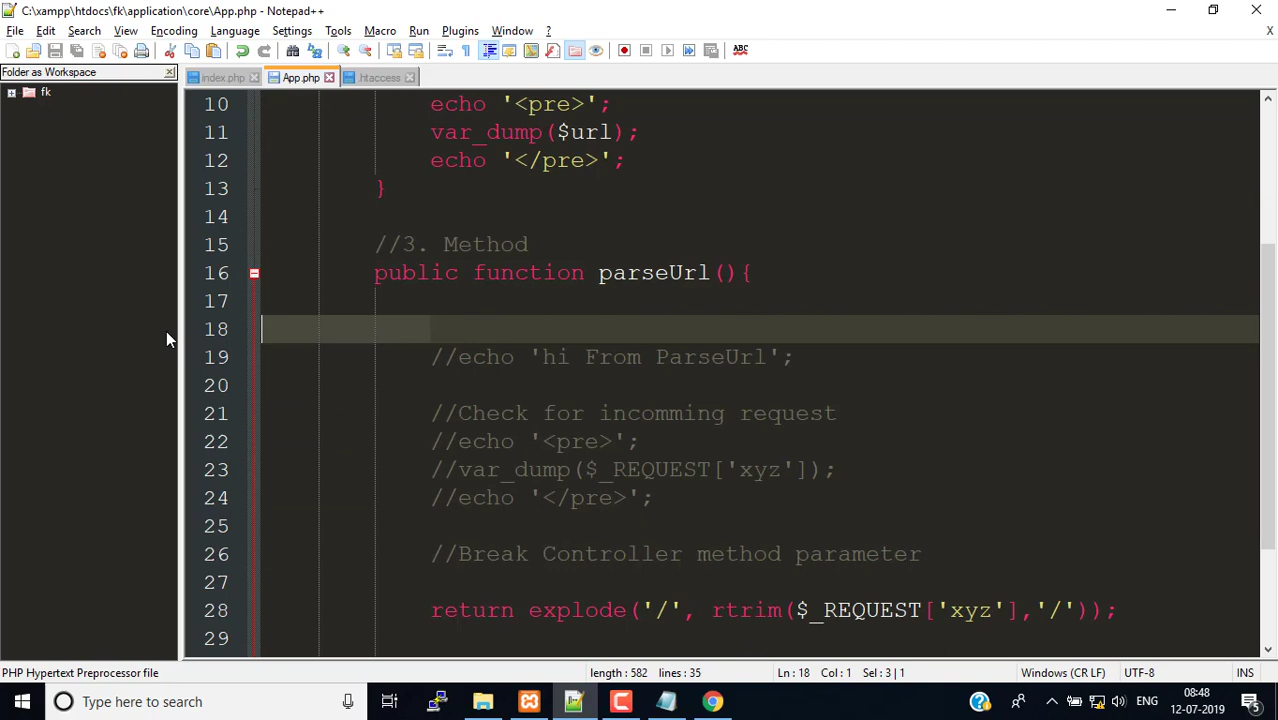 C:\xampp\htdocs\fk\application\core\App.php - Notepad++
File Edit Search View Encoding Language Settings Tools Macro Run Plugins Window ? X
ABC
Folder as Workspace
index.php App.php .htaccess
fk
10 echo '<pre>';
11 var_dump($url);
12 echo '</pre>';
13 }
14
15 //3. Method
16 public function parseUrl(){
17
18
19 //echo 'hi From ParseUrl';
20
21 //Check for incomming request
22 //echo '<pre>';
23 //var_dump($_REQUEST['xyz']);
24 //echo '</pre>';
25
26 //Break Controller method parameter
27
28 return explode('/', rtrim($_REQUEST['xyz'],'/'));
29
PHP Hypertext Preprocessor file length : 582 lines : 35 Ln : 18 Col : 1 Sel : 3 | 1 Windows (CR LF) UTF-8 INS
Type here to search ENG 08:48
12-07-2019 5